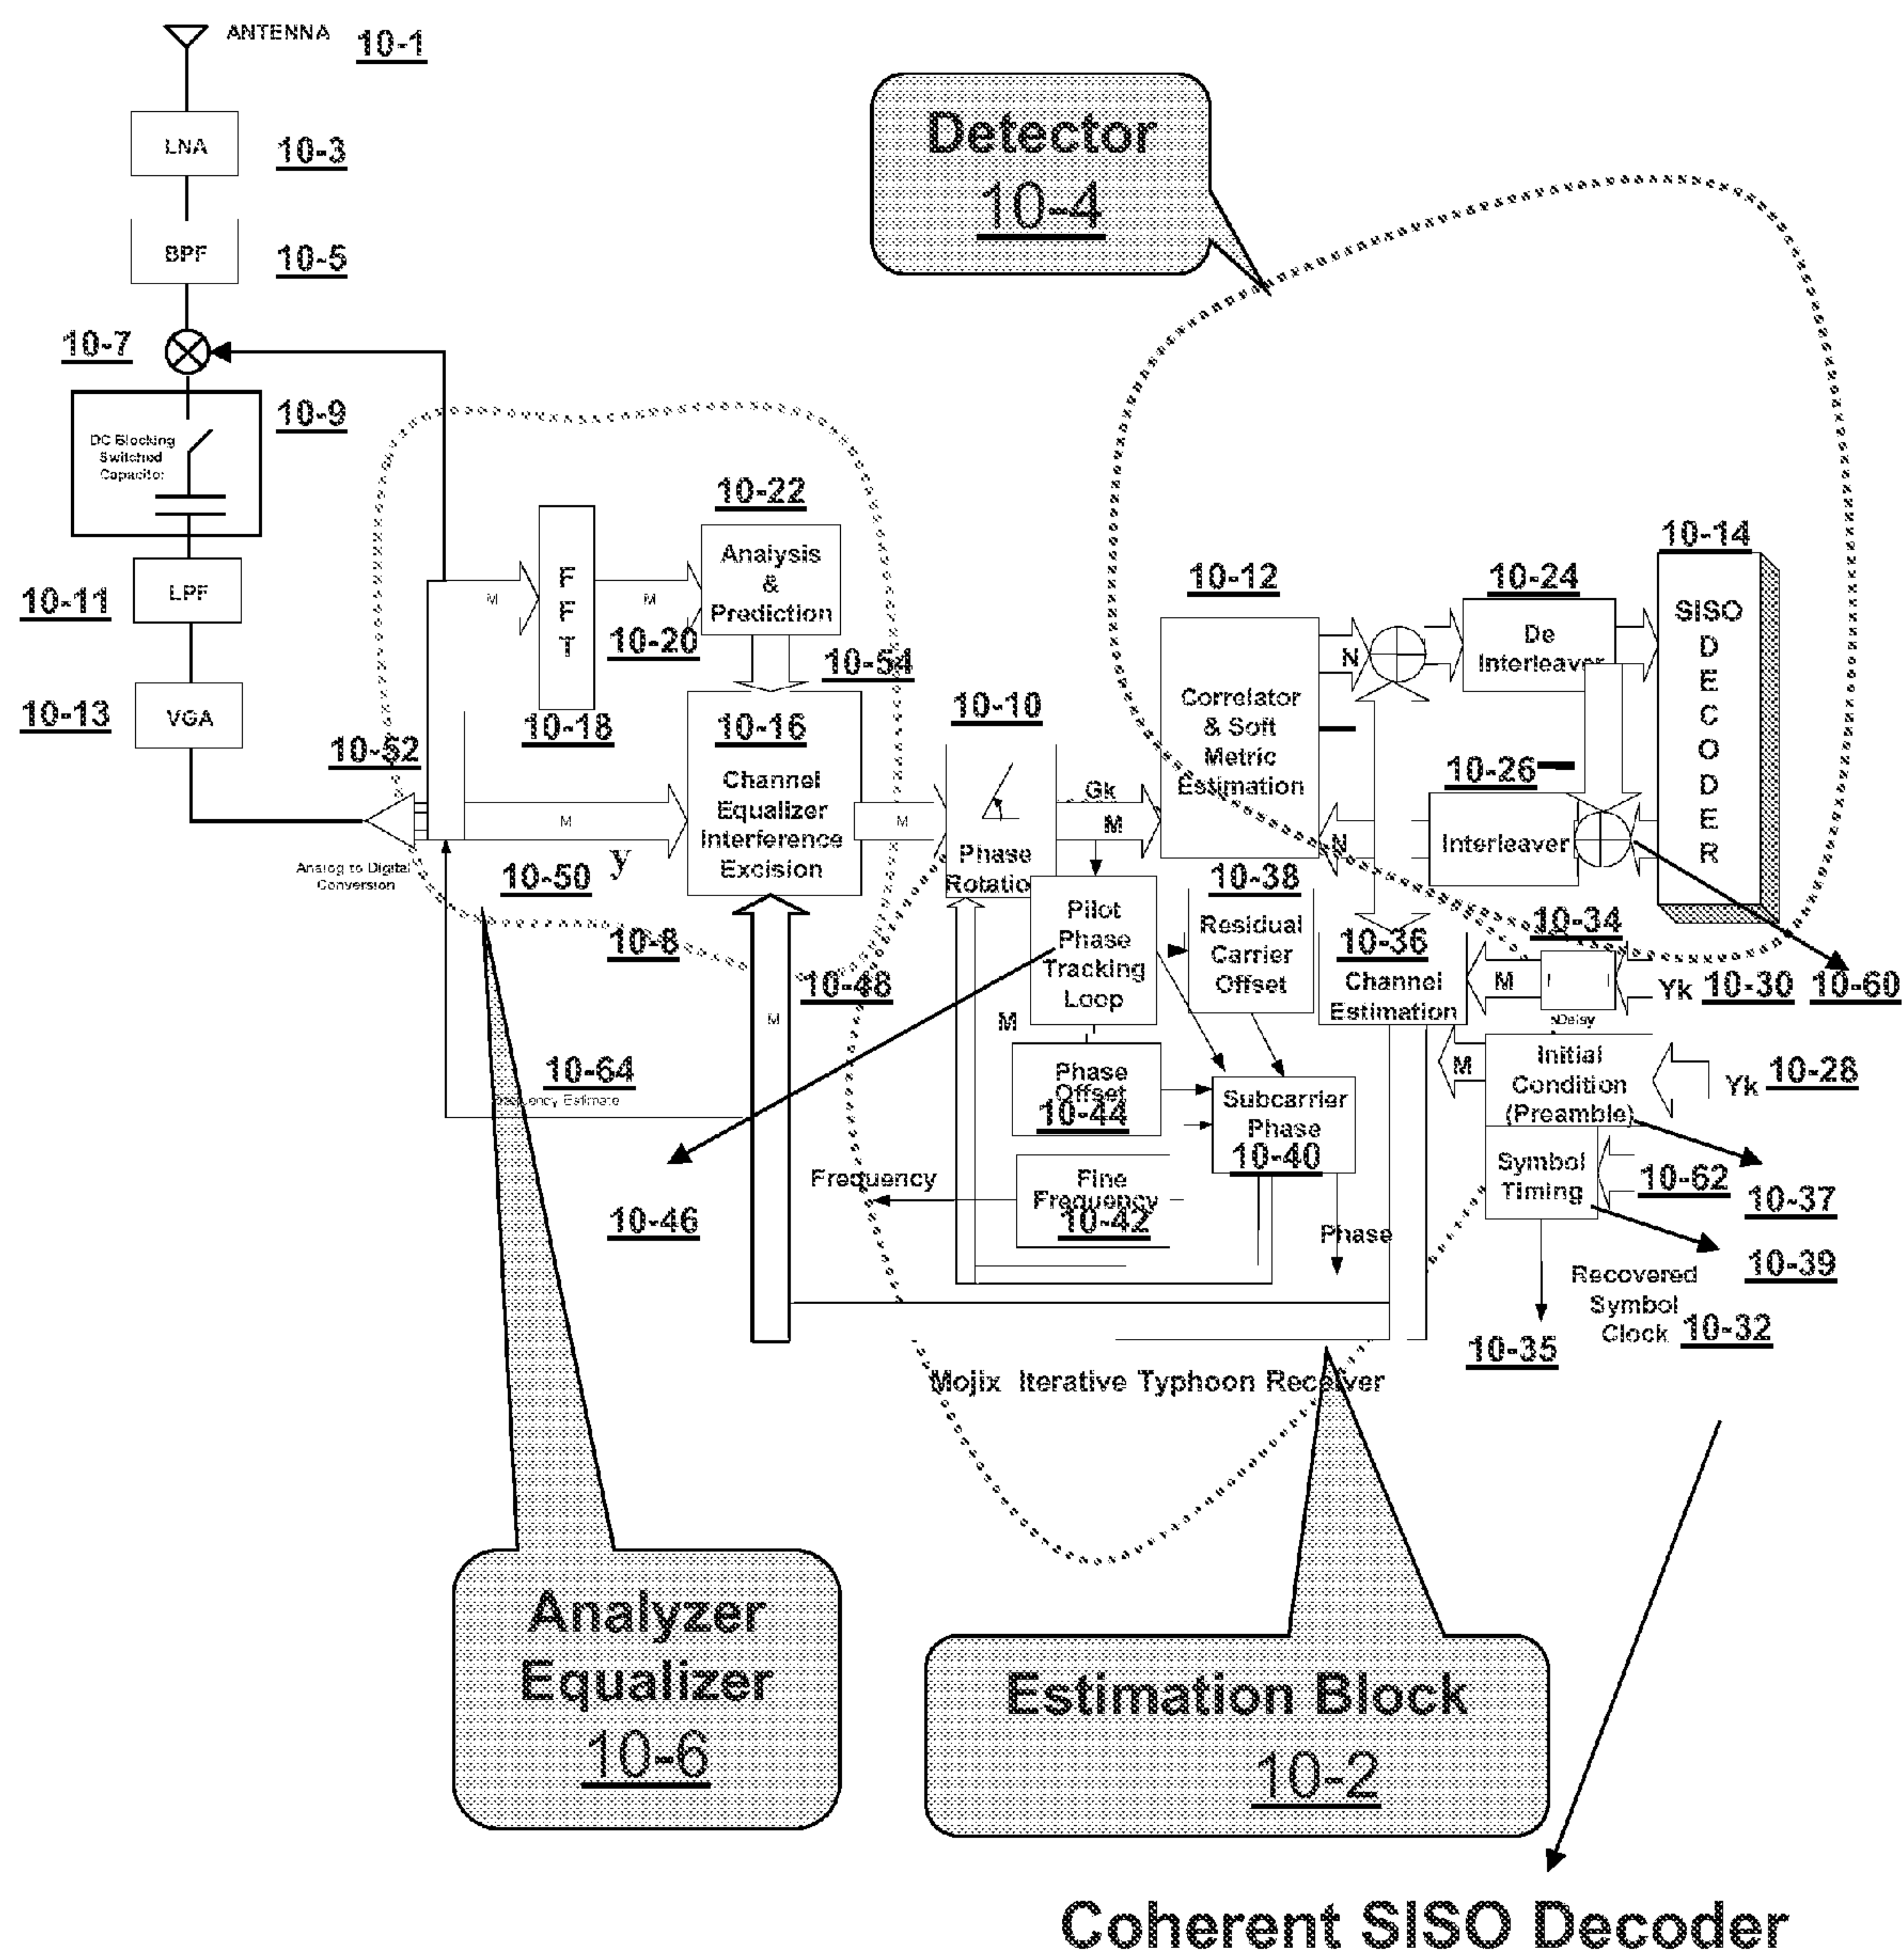 ANTENNA
10-1
LNA
10-3
BPF
10-5
10-7
10-9
DC Blocking
Switched
Capacitor
LPF
10-11
VGA
10-13
Detector
10-4
10-52
Analog to Digital
Conversion
M
F
F
T
10-18
M
10-20
10-22
Analysis
&
Prediction
10-54
10-16
Channel
Equalizer
Interference
Excision
M
y
10-50
10-8
M
10-10
Phase
Rotation
Gk
M
10-12
Correlator
& Soft
Metric
Estimation
N
N
10-24
De
Interleaver
10-14
SISO
D
E
C
O
D
E
R
10-26
Interleaver
10-48
M
10-64
Frequency Estimate
Pilot
Phase
Tracking
Loop
M
10-38
Residual
Carrier
Offset
10-36
Channel
Estimation
M
10-34
Delay
Yk
10-30
10-60
M
Initial
Condition
(Preamble)
Yk
10-28
Phase
Offset
10-44
Subcarrier
Phase
10-40
Symbol
Timing
10-62
10-37
10-39
Frequency
Fine
Frequency
10-42
10-46
Phase
Recovered
Symbol
Clock
10-32
10-35
Mojix Iterative Typhoon Receiver
Analyzer
Equalizer
10-6
Estimation Block
10-2
Coherent SISO Decoder